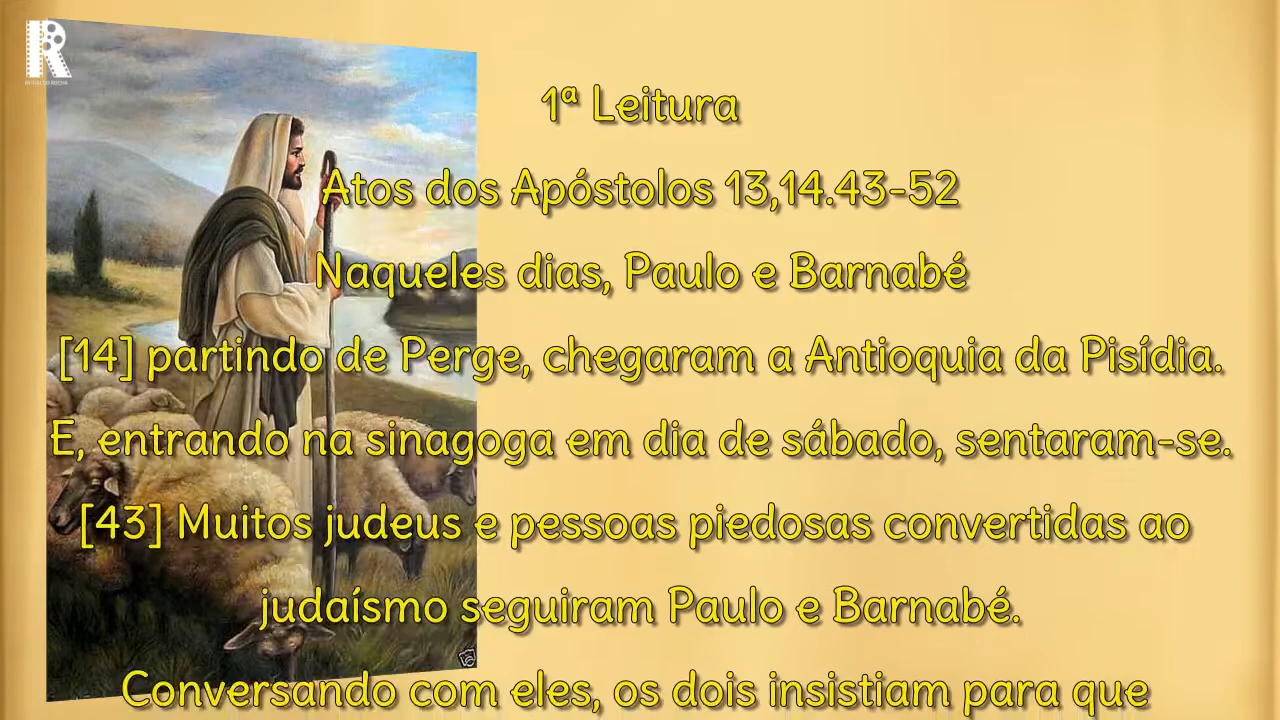 R
1ª Leitura
Atos dos Apóstolos 13,14.43-52
Naqueles dias, Paulo e Barnabé
[14] partindo de Perge, chegaram a Antioquia da Pisídia.
E, entrando na sinagoga em dia de sábado, sentaram-se.
[43] Muitos judeus e pessoas piedosas convertidas ao
judaísmo seguiram Paulo e Barnabé.
Conversando com eles, os dois insistiam para que